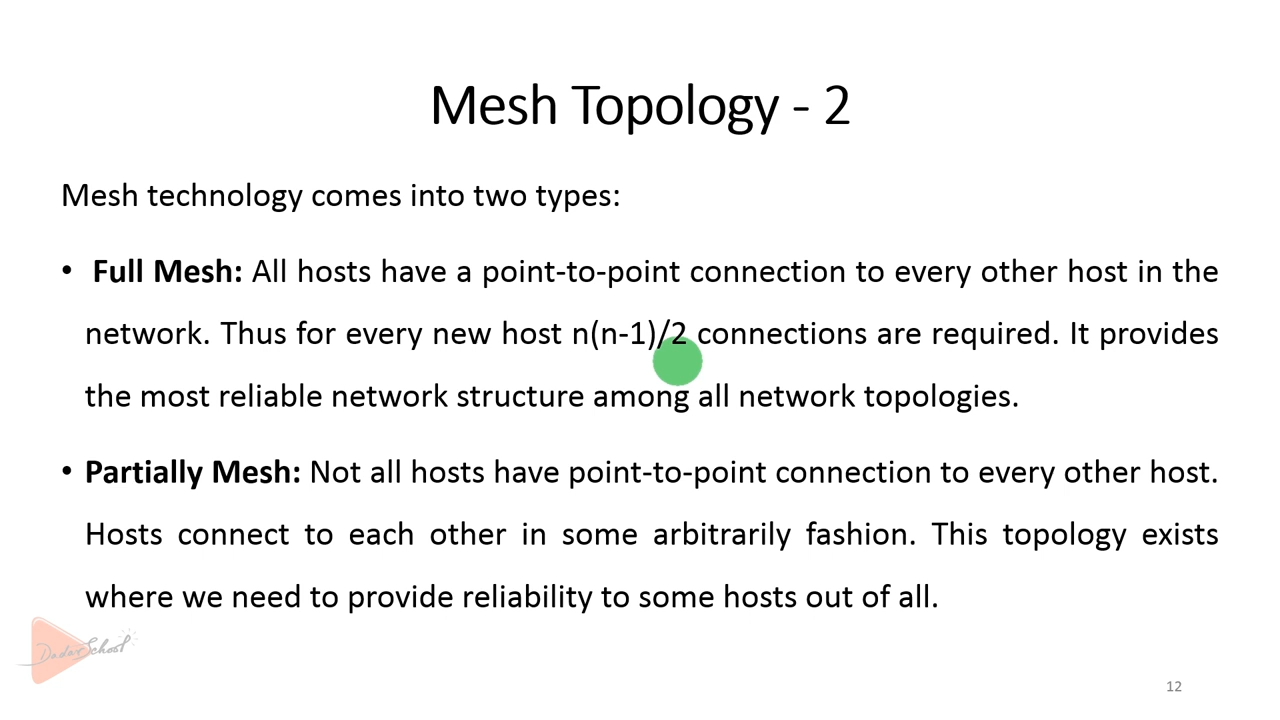 Mesh Topology - 2
Mesh technology comes into two types:
• Full Mesh: All hosts have a point-to-point connection to every other host in the
network. Thus for every new host n(n-1)/2 connections are required. It provides
the most reliable network structure among all network topologies.
• Partially Mesh: Not all hosts have point-to-point connection to every other host.
Hosts connect to each other in some arbitrarily fashion. This topology exists
where we need to provide reliability to some hosts out of all.
Dadar School
12